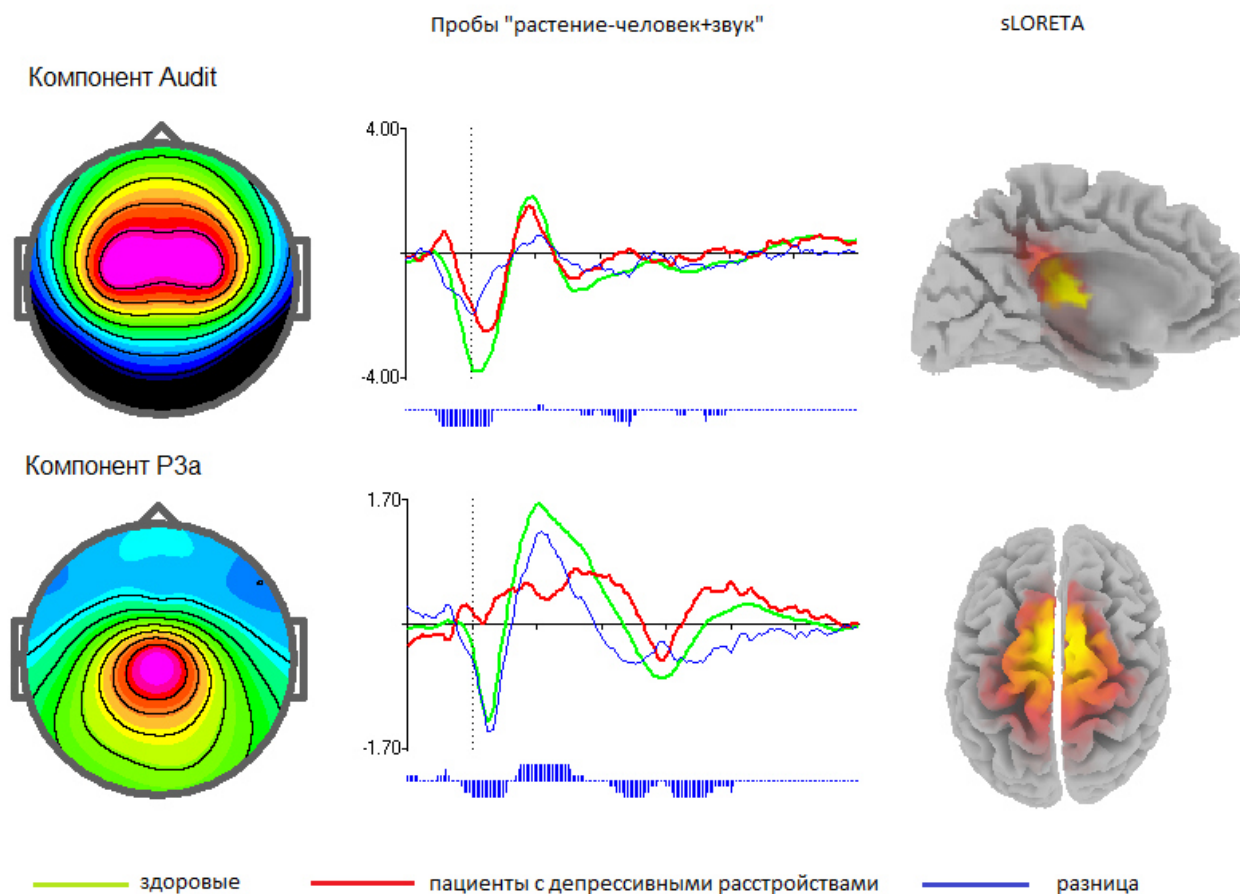 Пробы "растение-человек+звук"
sLORETA
Компонент Audit
4.00
-4.00
Компонент P3a
1.70
-1.70
здоровые
пациенты с депрессивными расстройствами
разница